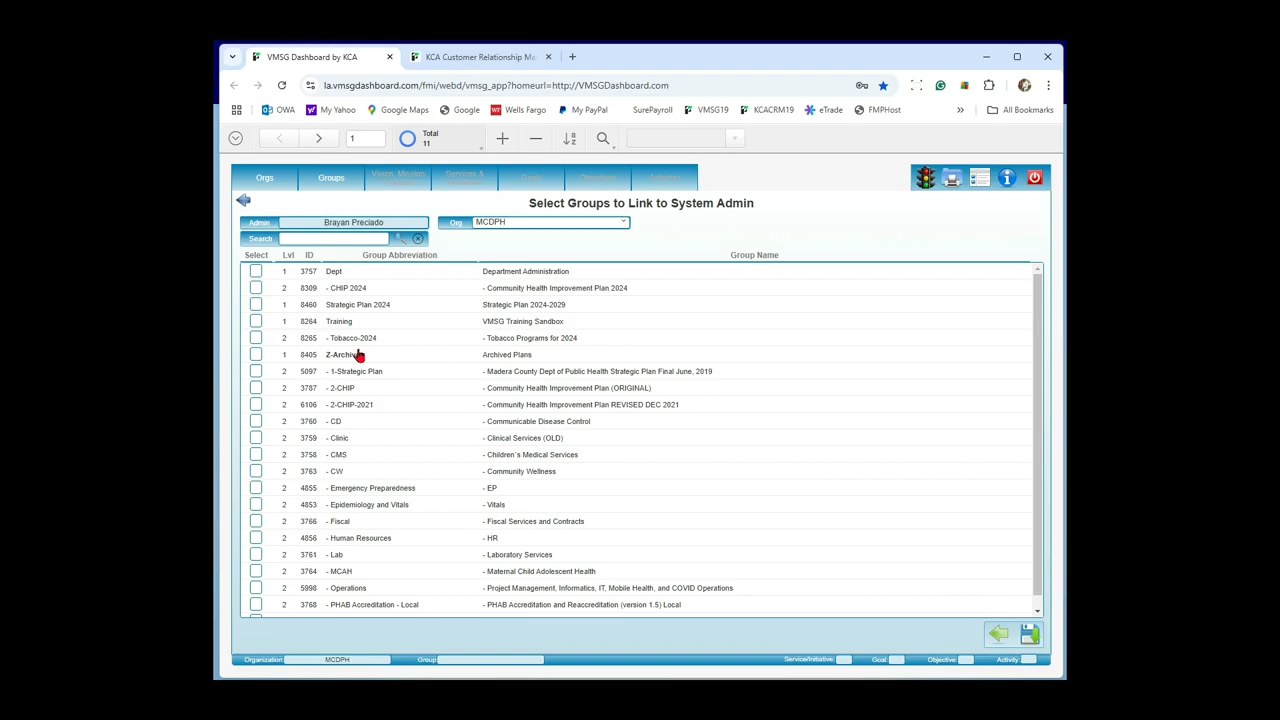 VMSG Dashboard by KCA
KCA Customer Relationship Ma
la.vmsgdashboard.com/fmi/webd/vmsg_app?homeurl=http://VMSGDashboard.com
OWA My Yahoo Google Maps Google Wells Fargo My PayPal SurePayroll VMSG19 KCACRM19 eTrade FMPHost » All Bookmarks
1 Total
11
Orgs Groups Vision, Mission Services &
Select Groups to Link to System Admin
Admin Brayan Preciado Org MCDPH
Search
Select Lvl ID Group Abbreviation Group Name
1 3757 Dept Department Administration
2 8309 - CHIP 2024 - Community Health Improvement Plan 2024
1 8460 Strategic Plan 2024 Strategic Plan 2024-2029
1 8264 Training VMSG Training Sandbox
2 8265 - Tobacco-2024 - Tobacco Programs for 2024
1 8405 Z-Archiv Archived Plans
2 5097 - 1-Strategic Plan - Madera County Dept of Public Health Strategic Plan Final June, 2019
2 3787 - 2-CHIP - Community Health Improvement Plan (ORIGINAL)
2 6106 - 2-CHIP-2021 - Community Health Improvement Plan REVISED DEC 2021
2 3760 - CD - Communicable Disease Control
2 3759 - Clinic - Clinical Services (OLD)
2 3758 - CMS - Children`s Medical Services
2 3763 - CW - Community Wellness
2 4855 - Emergency Preparedness - EP
2 4853 - Epidemiology and Vitals - Vitals
2 3766 - Fiscal - Fiscal Services and Contracts
2 4856 - Human Resources - HR
2 3761 - Lab - Laboratory Services
2 3764 - MCAH - Maternal Child Adolescent Health
2 5998 - Operations - Project Management, Informatics, IT, Mobile Health, and COVID Operations
2 3768 - PHAB Accreditation - Local - PHAB Accreditation and Reaccreditation (version 1.5) Local
Organization: MCDPH Group: Service/Initiative: Goal: Objective: Activity: